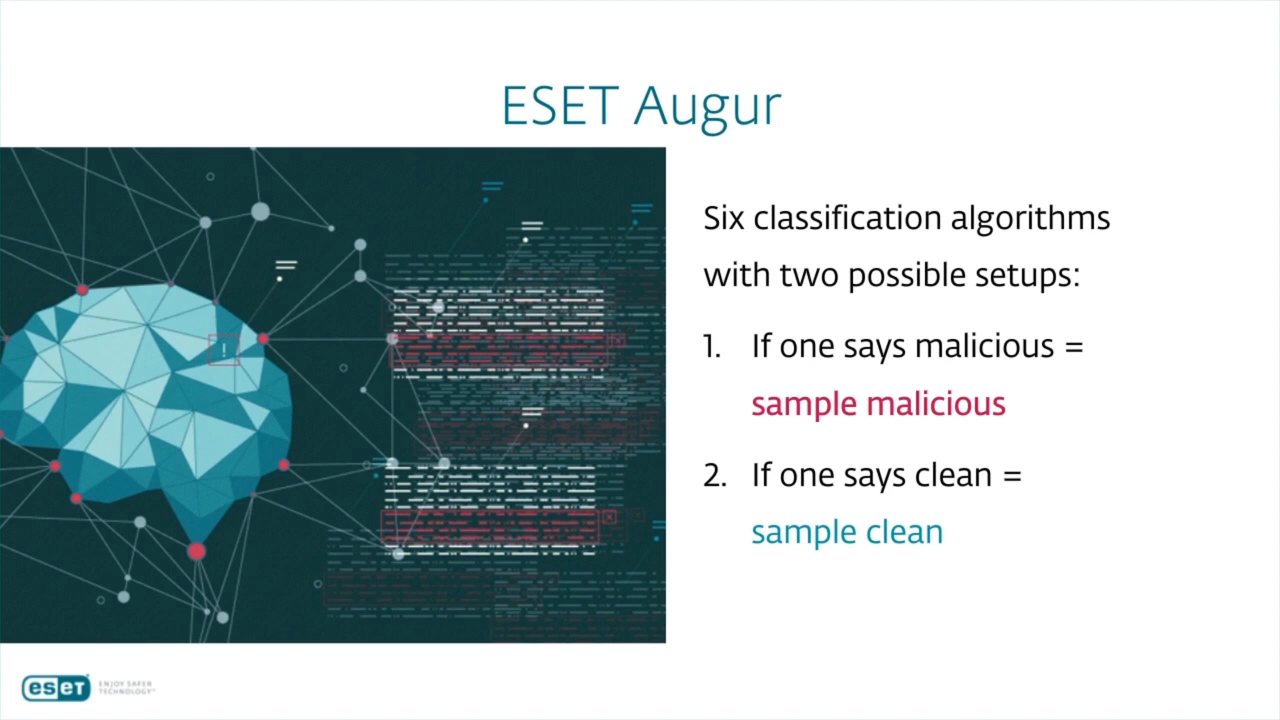 ESET Augur
Six classification algorithms
with two possible setups:
1. If one says malicious =
sample malicious
2. If one says clean =
sample clean
!
eset ENJOY SAFER
TECHNOLOGY™